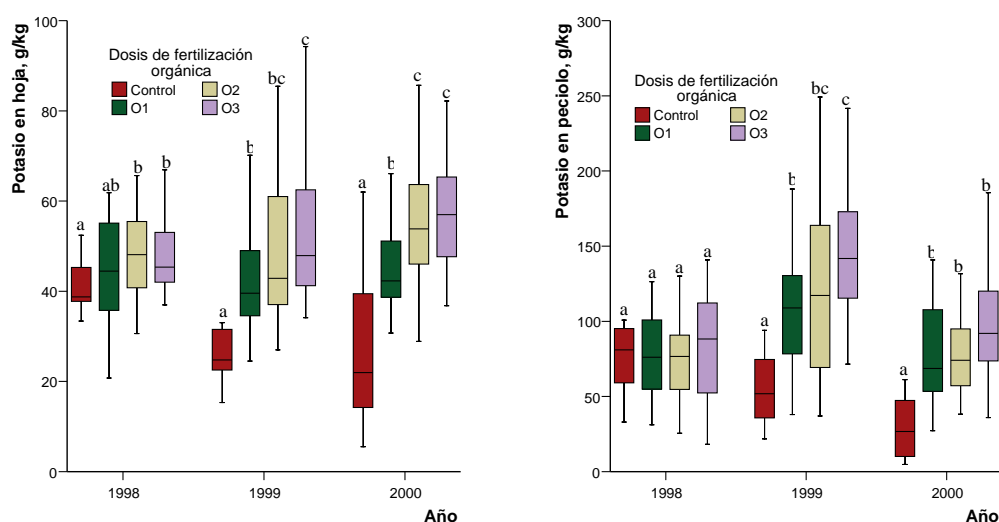 Potasio en hoja, g/kg
100
80
60
40
20
0
Dosis de fertilización
orgánica
Control
O2
O1
O3
a
ab
b
b
a
b
bc
c
a
b
c
c
1998
1999
2000
Año
Potasio en peciolo, g/kg
300
250
200
150
100
50
0
Dosis de fertilización
orgánica
Control
O2
O1
O3
a
a
a
a
a
b
bc
c
a
b
b
b
1998
1999
2000
Año